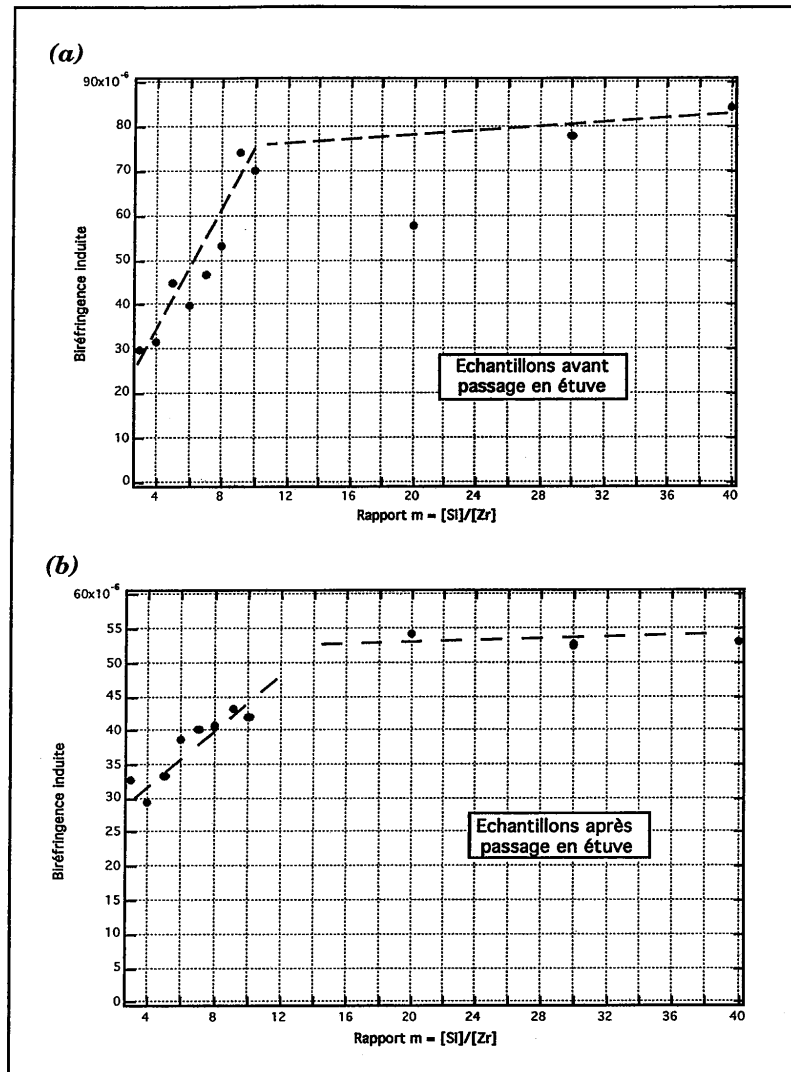 (a)
90x10⁻⁶
80
70
60
50
40
30
20
10
0
Biréfringence induite
Echantillons avant
passage en étuve
4 8 12 16 20 24 28 32 36 40
Rapport m = [Si]/[Zr]
(b)
60x10⁻⁶
55
50
45
40
35
30
25
20
15
10
5
0
Biréfringence induite
Echantillons après
passage en étuve
4 8 12 16 20 24 28 32 36 40
Rapport m = [Si]/[Zr]